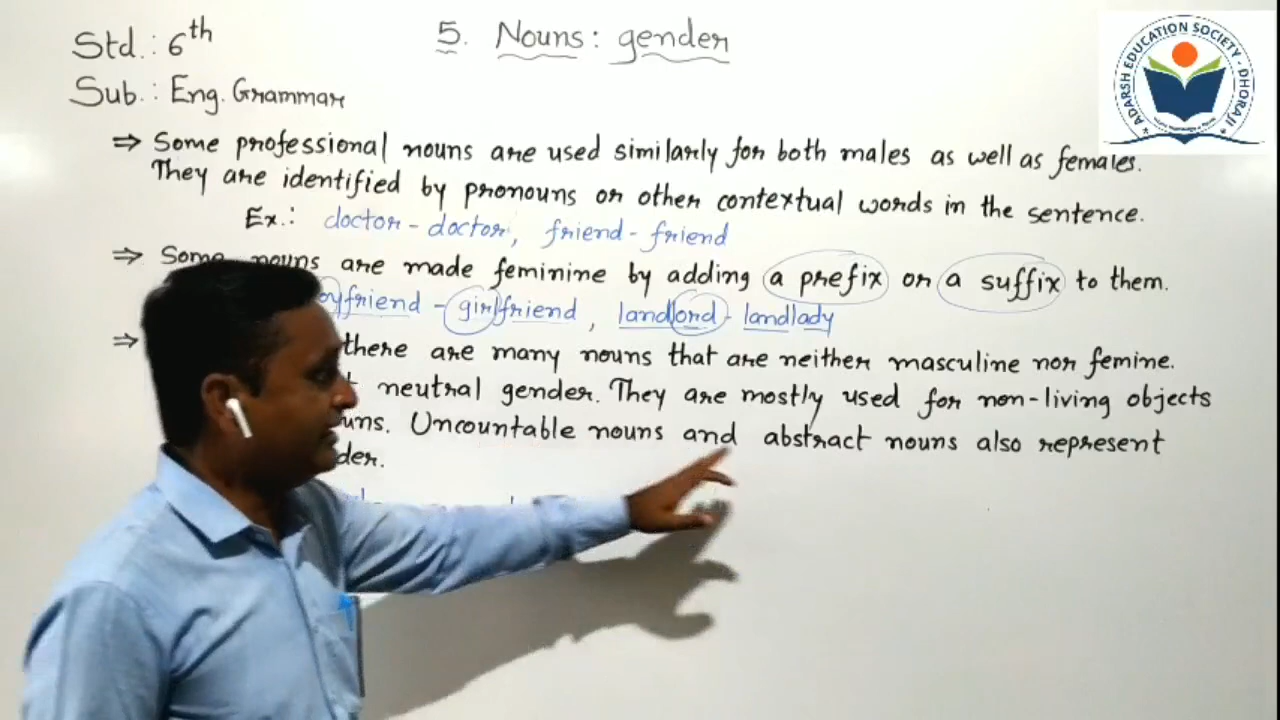 Std.: 6th
5. Nouns: gender
Sub.: Eng. Grammar
ADARSH EDUCATION SOCIETY - DHORAJI
⇒ Some professional nouns are used similarly for both males as well as females.
They are identified by pronouns or other contextual words in the sentence.
Ex.: doctor - doctor, friend - friend
⇒ Some nouns are made feminine by adding a prefix or a suffix to them.
oyfriend - girlfriend, landlord - landlady
⇒ there are many nouns that are neither masculine nor femine.
neutral gender. They are mostly used for non-living objects
uns. Uncountable nouns and abstract nouns also represent
der.